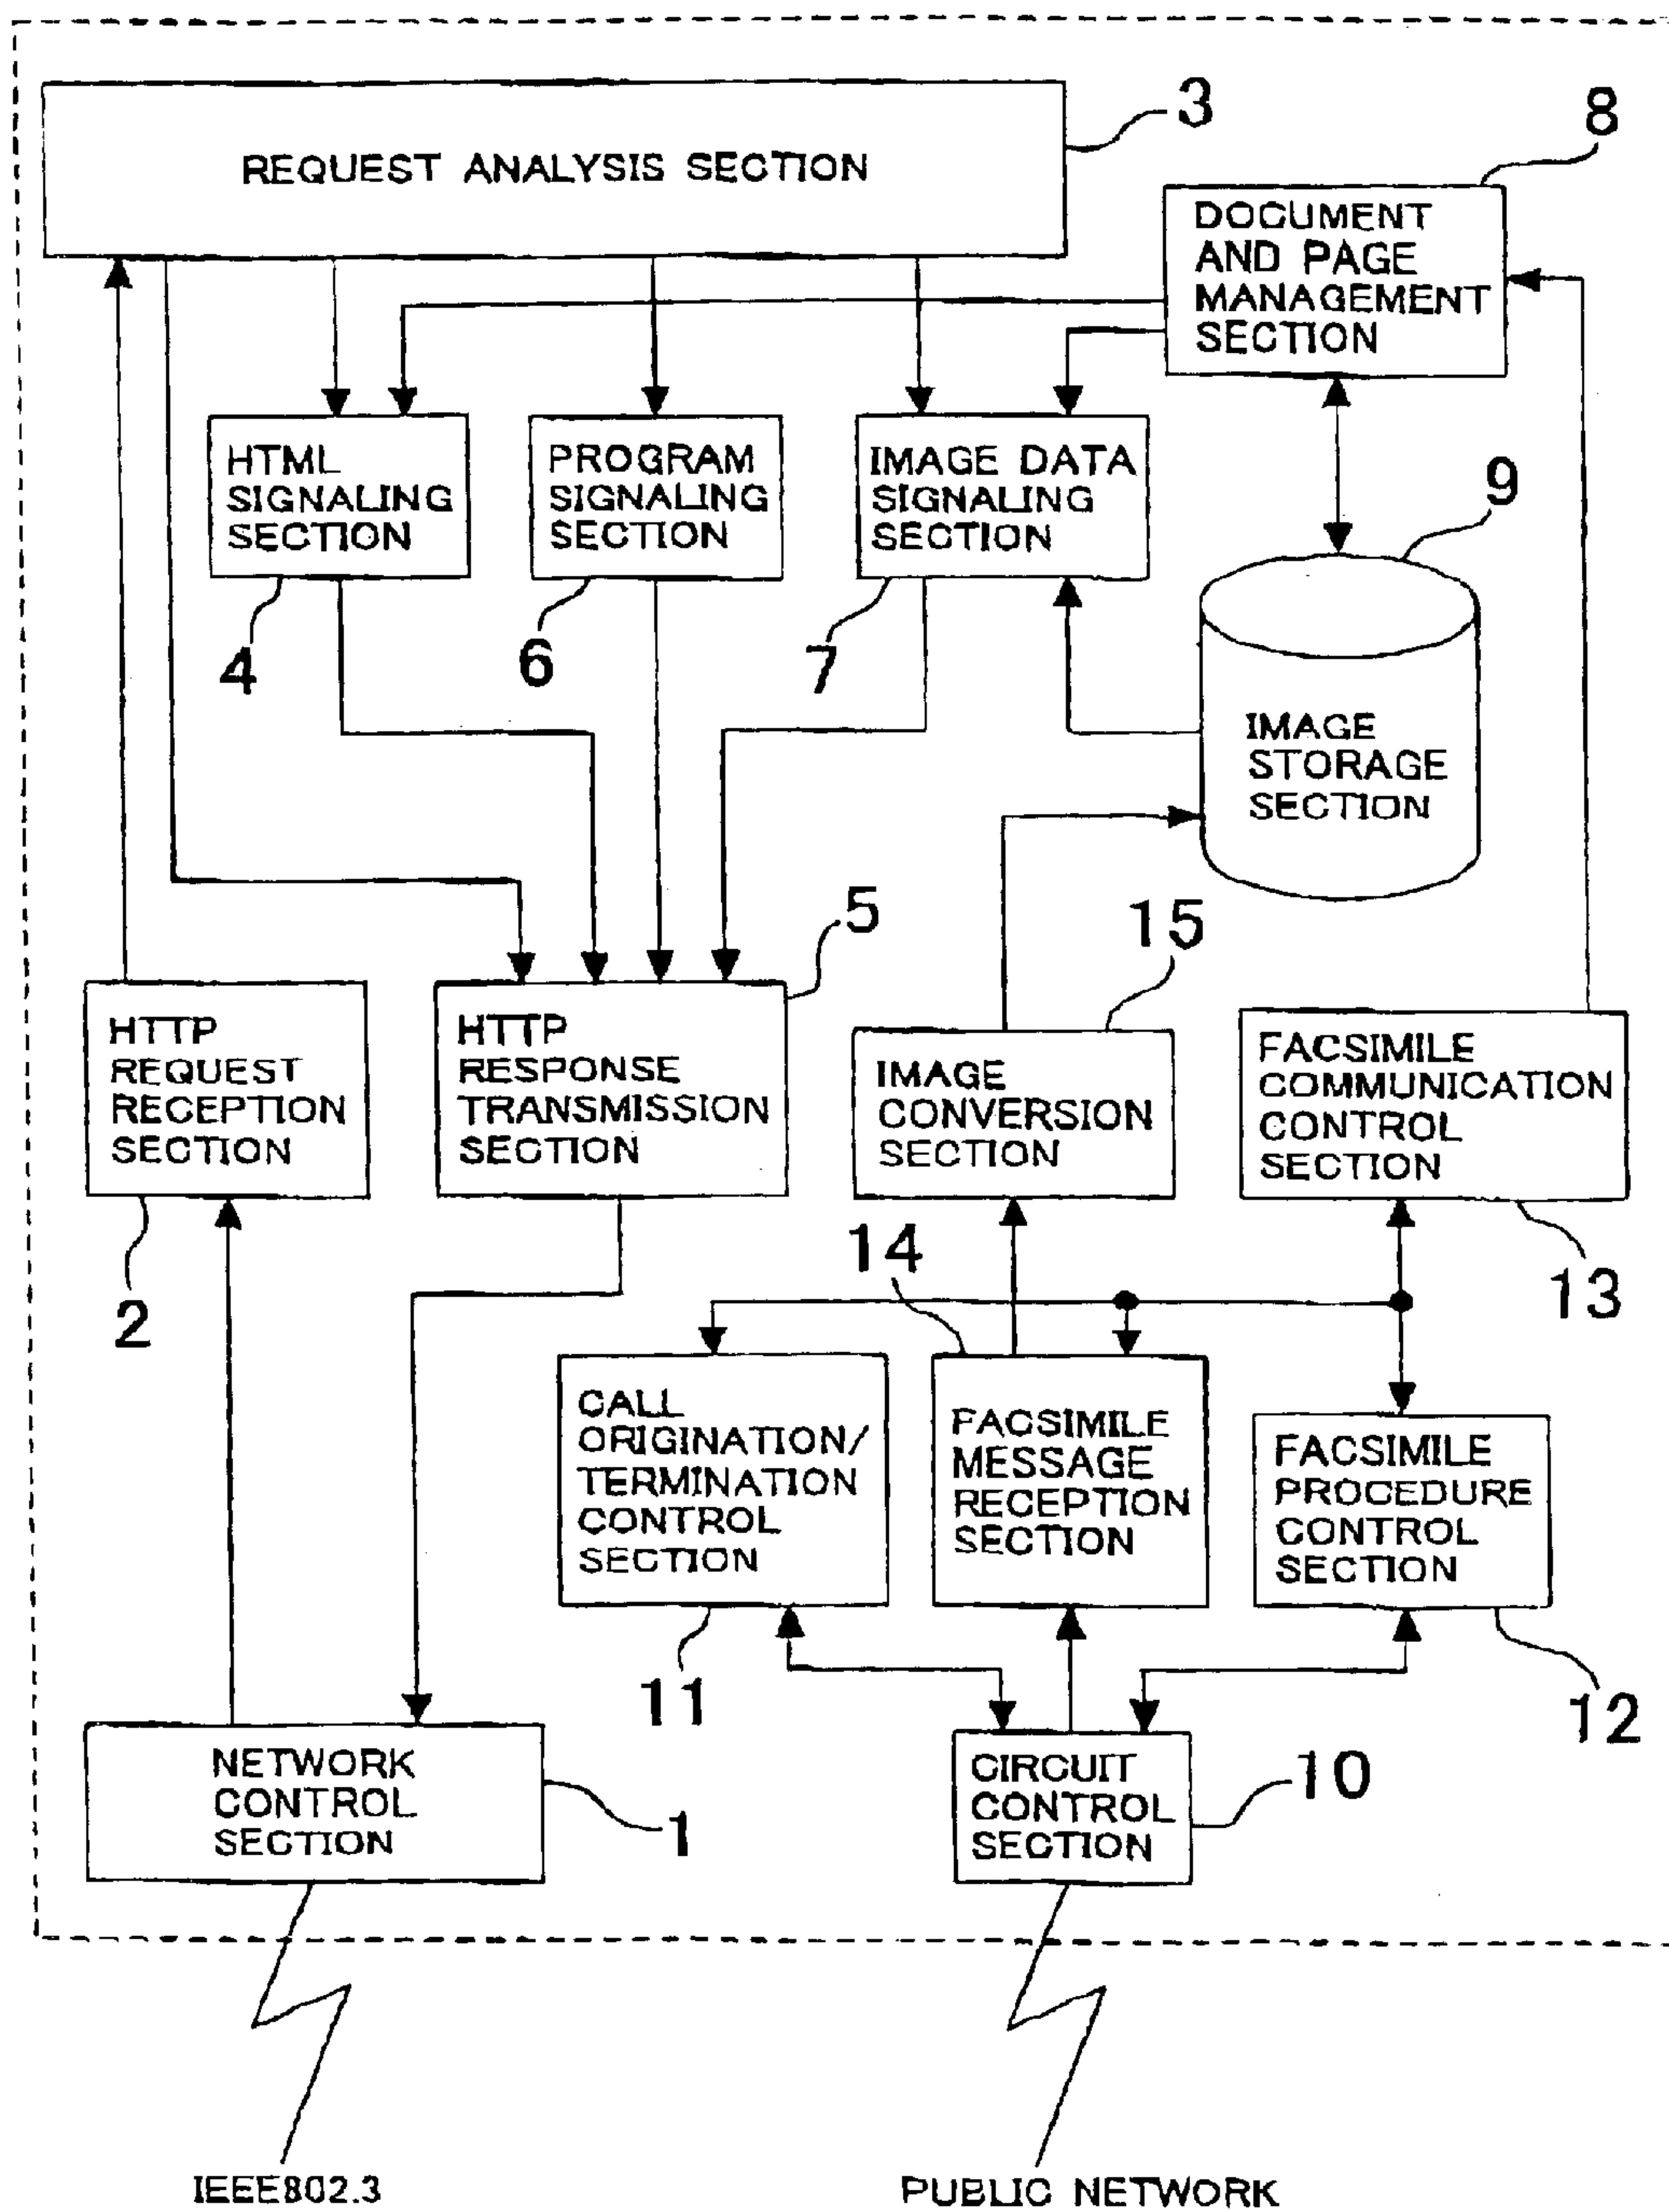 3
REQUEST ANALYSIS SECTION
8
DOCUMENT
AND PAGE
MANAGEMENT
SECTION
HTML
SIGNALING
SECTION
4
PROGRAM
SIGNALING
SECTION
6
IMAGE DATA
SIGNALING
SECTION
7
9
IMAGE
STORAGE
SECTION
5
15
HTTP
REQUEST
RECEPTION
SECTION
2
HTTP
RESPONSE
TRANSMISSION
SECTION
IMAGE
CONVERSION
SECTION
FACSIMILE
COMMUNICATION
CONTROL
SECTION
13
14
CALL
ORIGINATION/
TERMINATION
CONTROL
SECTION
11
FACSIMILE
MESSAGE
RECEPTION
SECTION
FACSIMILE
PROCEDURE
CONTROL
SECTION
12
NETWORK
CONTROL
SECTION
1
CIRCUIT
CONTROL
SECTION
10
IEEE802.3
PUBLIC NETWORK